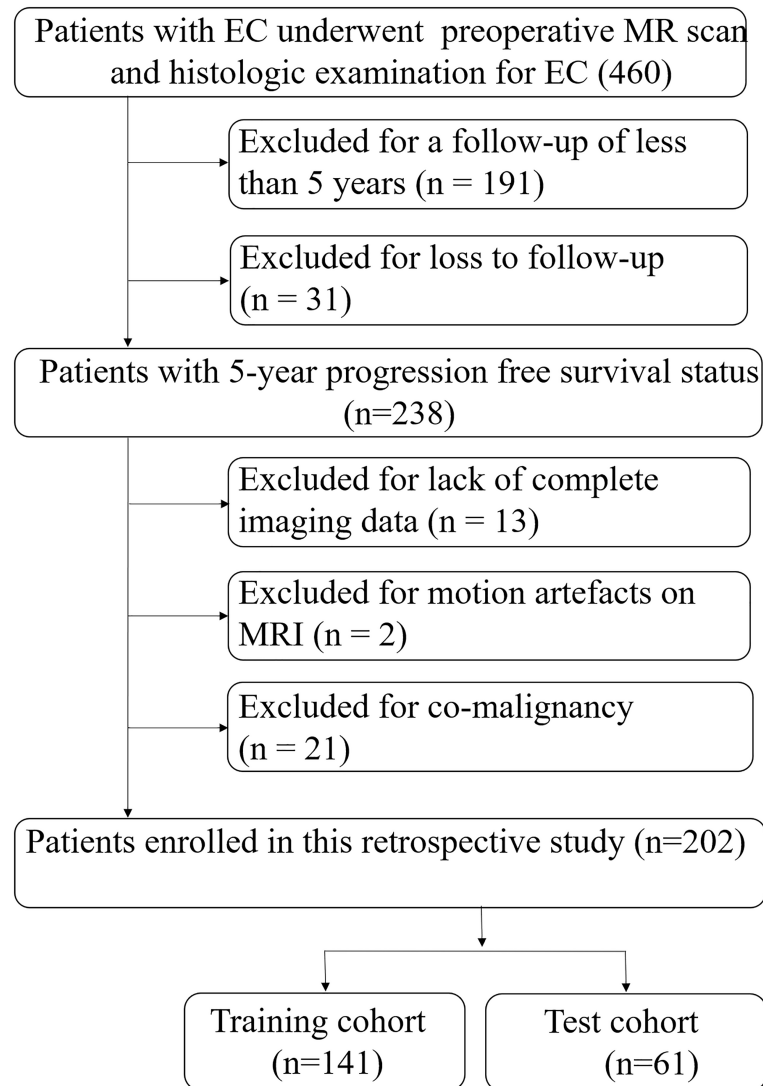 Patients with EC underwent preoperative MR scan
and histologic examination for EC (460)
Excluded for a follow-up of less
than 5 years (n = 191)
Excluded for loss to follow-up
(n = 31)
Patients with 5-year progression free survival status
(n=238)
Excluded for lack of complete
imaging data (n = 13)
Excluded for motion artefacts on
MRI (n = 2)
Excluded for co-malignancy
(n = 21)
Patients enrolled in this retrospective study (n=202)
Training cohort
(n=141)
Test cohort
(n=61)